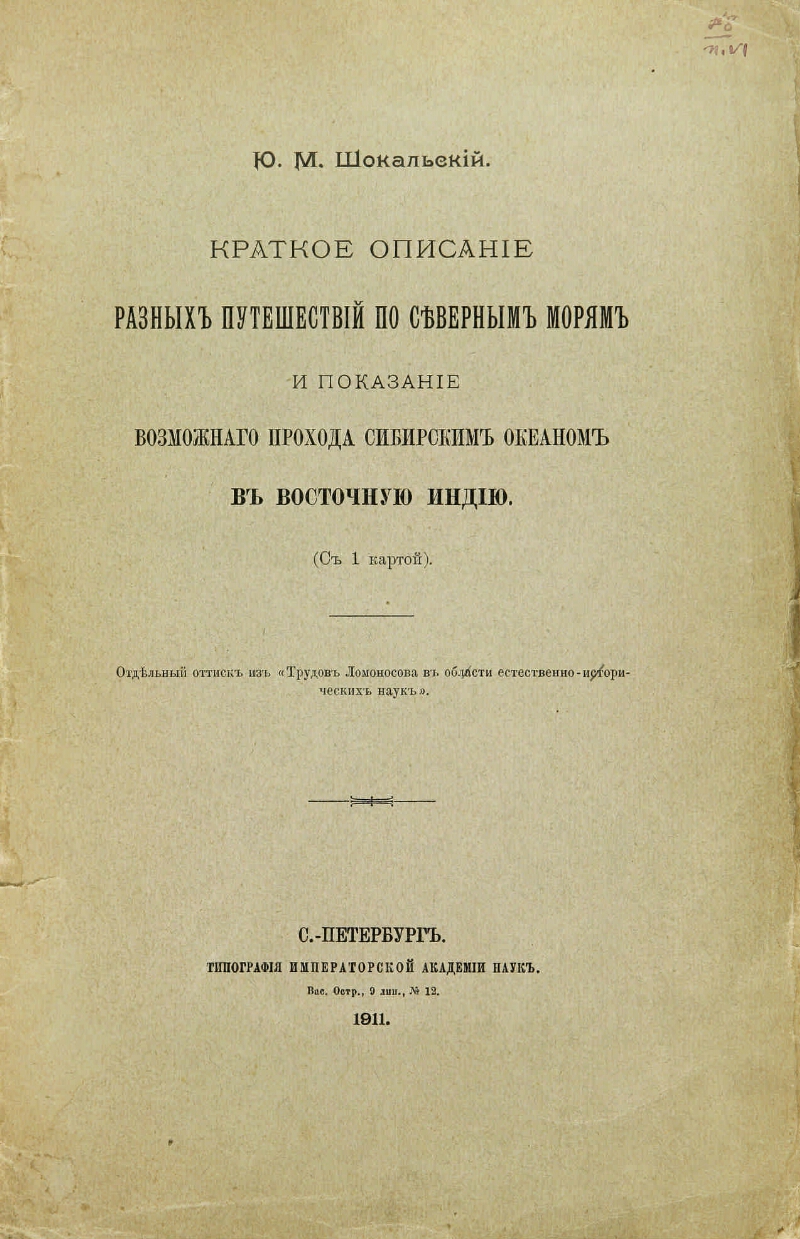 Ю. М. Шокальскій.
КРАТКОЕ ОПИСАНІЕ
РАЗНЫХЪ ПУТЕШЕСТВІЙ ПО СѢВЕРНЫМЪ МОРЯМЪ
И ПОКАЗАНІЕ
ВОЗМОЖНАГО ПРОХОДА СИБИРСКИМЪ ОКЕАНОМЪ
ВЪ ВОСТОЧНУЮ ИНДІЮ.
(Съ 1 картой).
Отдѣльный оттискъ изъ «Трудовъ Ломоносова въ области естественно-истори-
ческихъ наукъ».
С.-ПЕТЕРБУРГЪ.
ТИПОГРАФІЯ ИМПЕРАТОРСКОЙ АКАДЕМІИ НАУКЪ.
Вас. Остр., 9 лин., № 12.
1911.